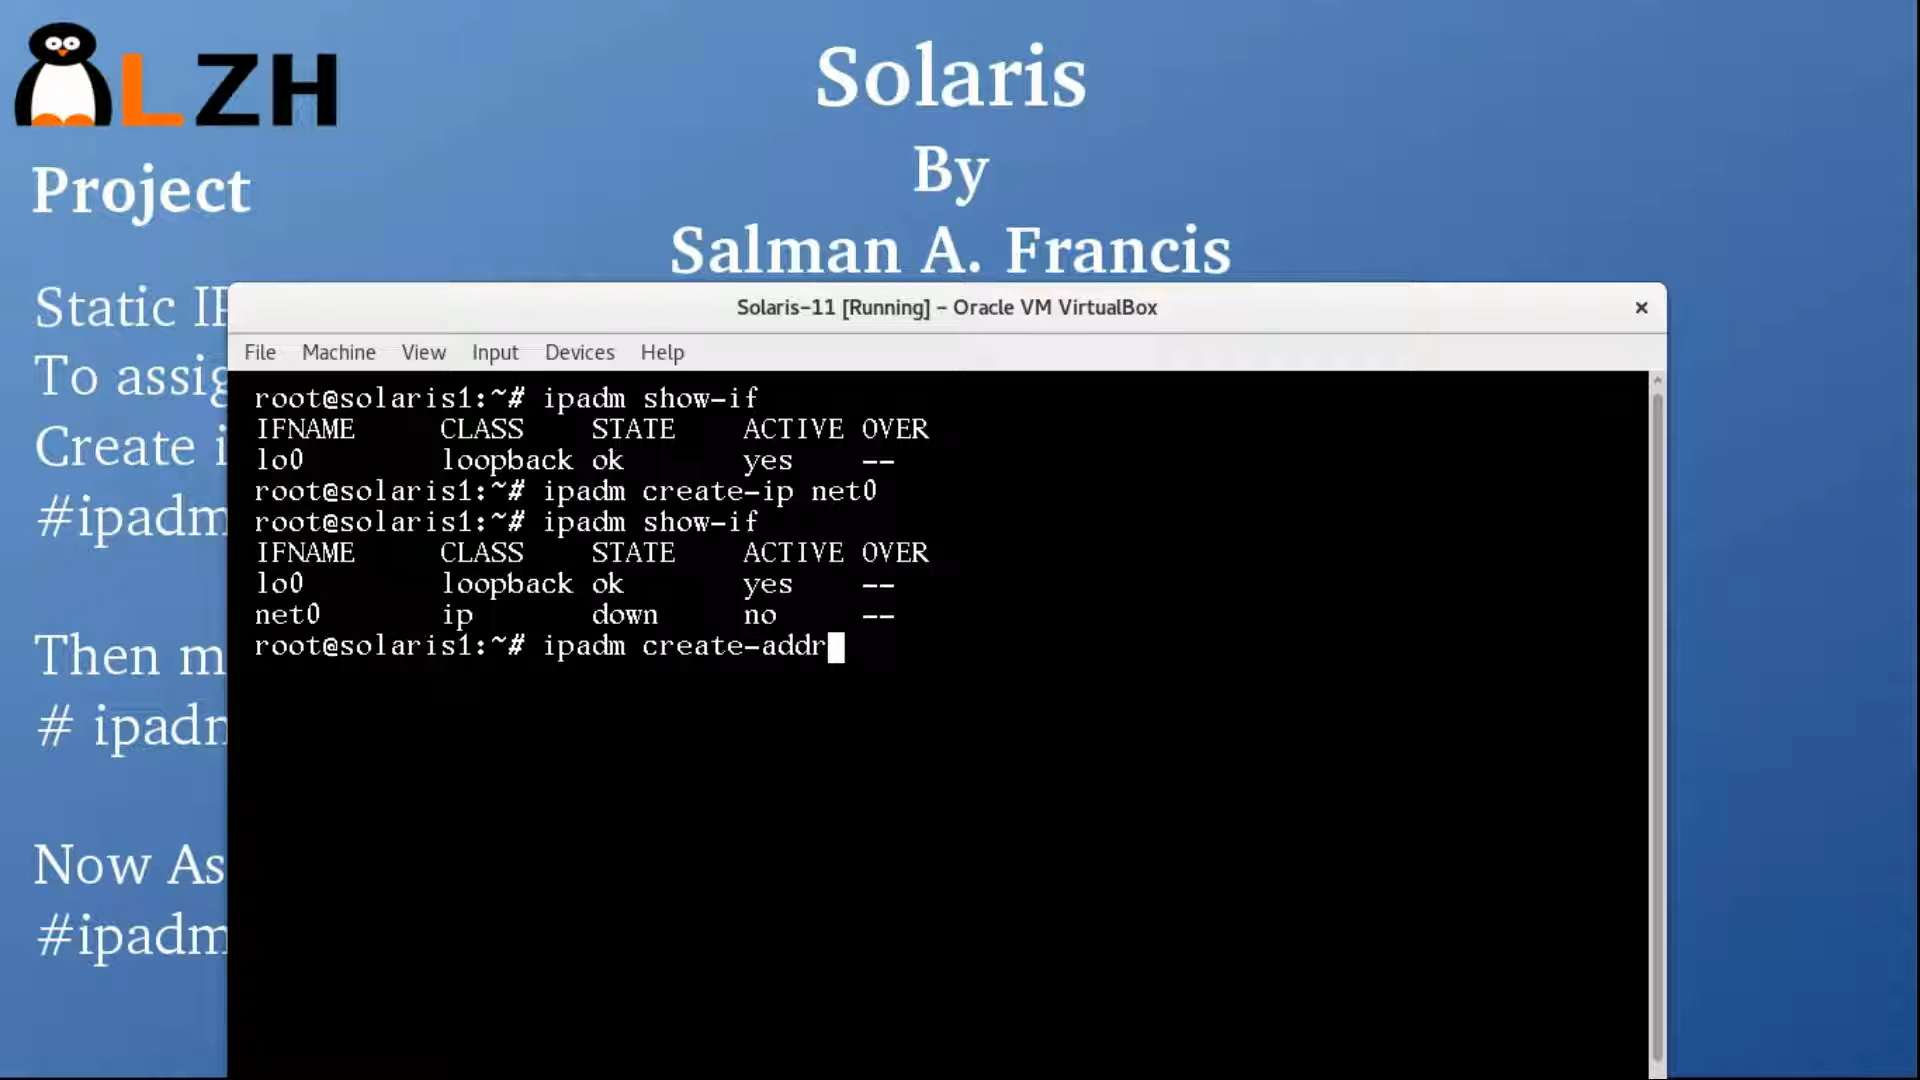 LZH
Solaris
By
Salman A. Francis
Project
Static IP
To assig
Create i
#ipadm
Then m
# ipadm
Now As
#ipadm
Solaris-11 [Running] - Oracle VM VirtualBox
File Machine View Input Devices Help
root@solaris1:~# ipadm show-if
IFNAME CLASS STATE ACTIVE OVER
lo0 loopback ok yes --
root@solaris1:~# ipadm create-ip net0
root@solaris1:~# ipadm show-if
IFNAME CLASS STATE ACTIVE OVER
lo0 loopback ok yes --
net0 ip down no --
root@solaris1:~# ipadm create-addr